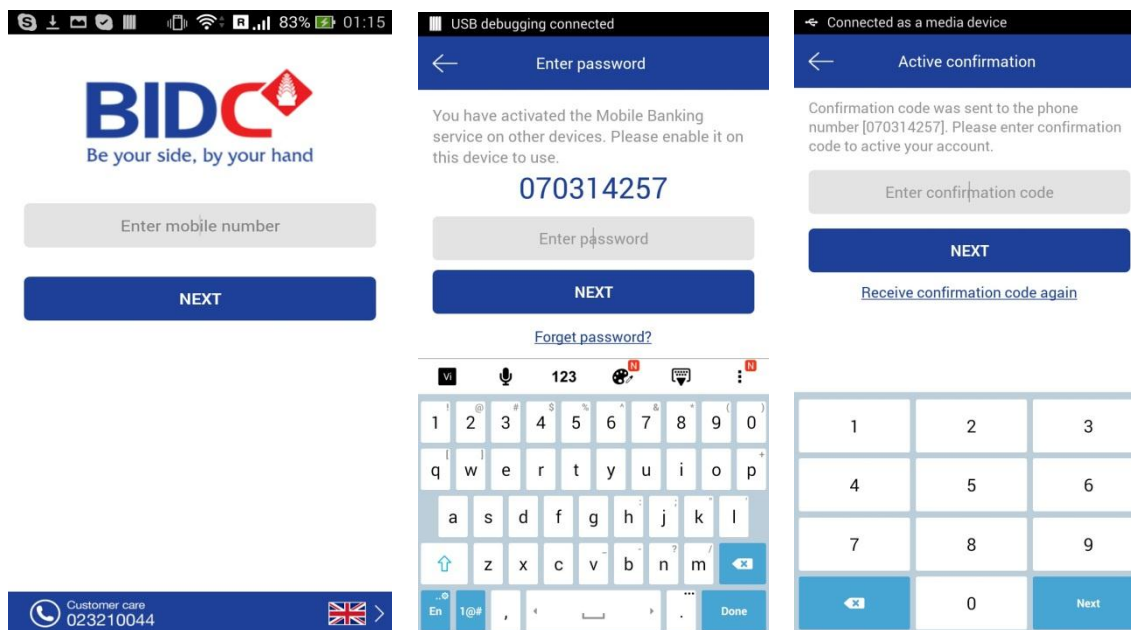 83% 01:15
BIDC
Be your side, by your hand
Enter mobile number
NEXT
Customer care
023210044
USB debugging connected
Enter password
You have activated the Mobile Banking
service on other devices. Please enable it on
this device to use.
070314257
Enter password
NEXT
Forget password?
Vi 123 N N
1 ! 2 @ 3 # 4 $ 5 % 6 ^ 7 & 8 * 9 ( 0 )
q [ w ] e r t y u i o p +
a s d f g h : j ; k " l '
z x c v - b - n ? m /
En 1@# , . Done
Connected as a media device
Active confirmation
Confirmation code was sent to the phone
number [070314257]. Please enter confirmation
code to active your account.
Enter confirmation code
NEXT
Receive confirmation code again
1 2 3
4 5 6
7 8 9
0 Next